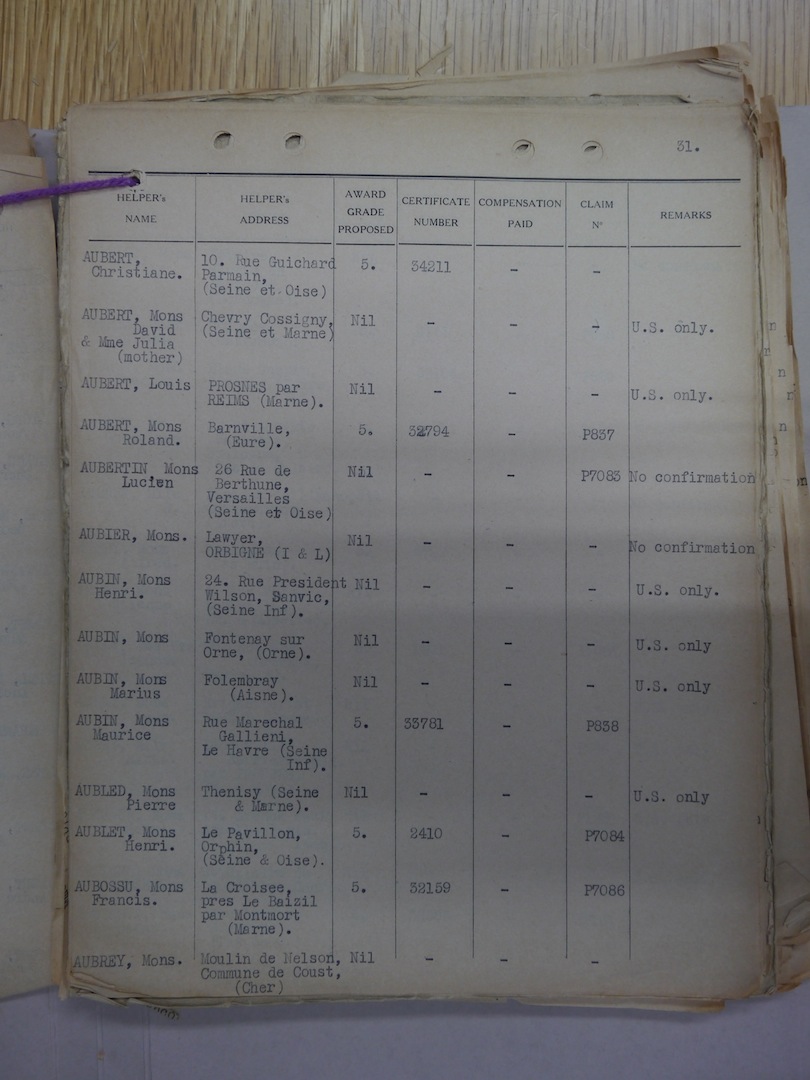 31.
HELPER's NAME | HELPER's ADDRESS | AWARD GRADE PROPOSED | CERTIFICATE NUMBER | COMPENSATION PAID | CLAIM Nº | REMARKS
AUBERT, | 10. Rue Guichard | 5. | 34211 | - | -
Christiane. | Parmain,
(Seine et Oise)
AUBERT, Mons | Chevry Cossigny, | Nil | - | - | - | U.S. only.
David | (Seine et Marne)
& Mme Julia
(mother)
AUBERT, Louis | PROSNES par | Nil | - | - | - | U.S. only.
REIMS (Marne).
AUBERT, Mons | Barnville, | 5. | 32794 | - | P837
Roland. | (Eure).
AUBERTIN Mons | 26 Rue de | Nil | - | - | P7083 | No confirmation
Lucien | Berthune,
Versailles
(Seine et Oise)
AUBIER, Mons. | Lawyer, | Nil | - | - | - | No confirmation
ORBIGNE (I & L)
AUBIN, Mons | 24. Rue President | Nil | - | - | - | U.S. only.
Henri. | Wilson, Sanvic,
(Seine Inf).
AUBIN, Mons | Fontenay sur | Nil | - | - | - | U.S. only
Orne, (Orne).
AUBIN, Mons | Folembray | Nil | - | - | - | U.S. only
Marius | (Aisne).
AUBIN, Mons | Rue Marechal | 5. | 33781 | - | P838
Maurice | Gallieni,
Le Havre (Seine
Inf).
AUBLED, Mons | Thenisy (Seine | Nil | - | - | - | U.S. only
Pierre | & Marne).
AUBLET, Mons | Le Pavillon, | 5. | 2410 | - | P7084
Henri. | Orphin,
(Seine & Oise).
AUBOSSU, Mons | La Croisee, | 5. | 32159 | - | P7086
Francis. | pres Le Baizil
par Montmort
(Marne).
AUBREY, Mons. | Moulin de Nelson, | Nil | - | - | -
Commune de Coust,
(Cher)